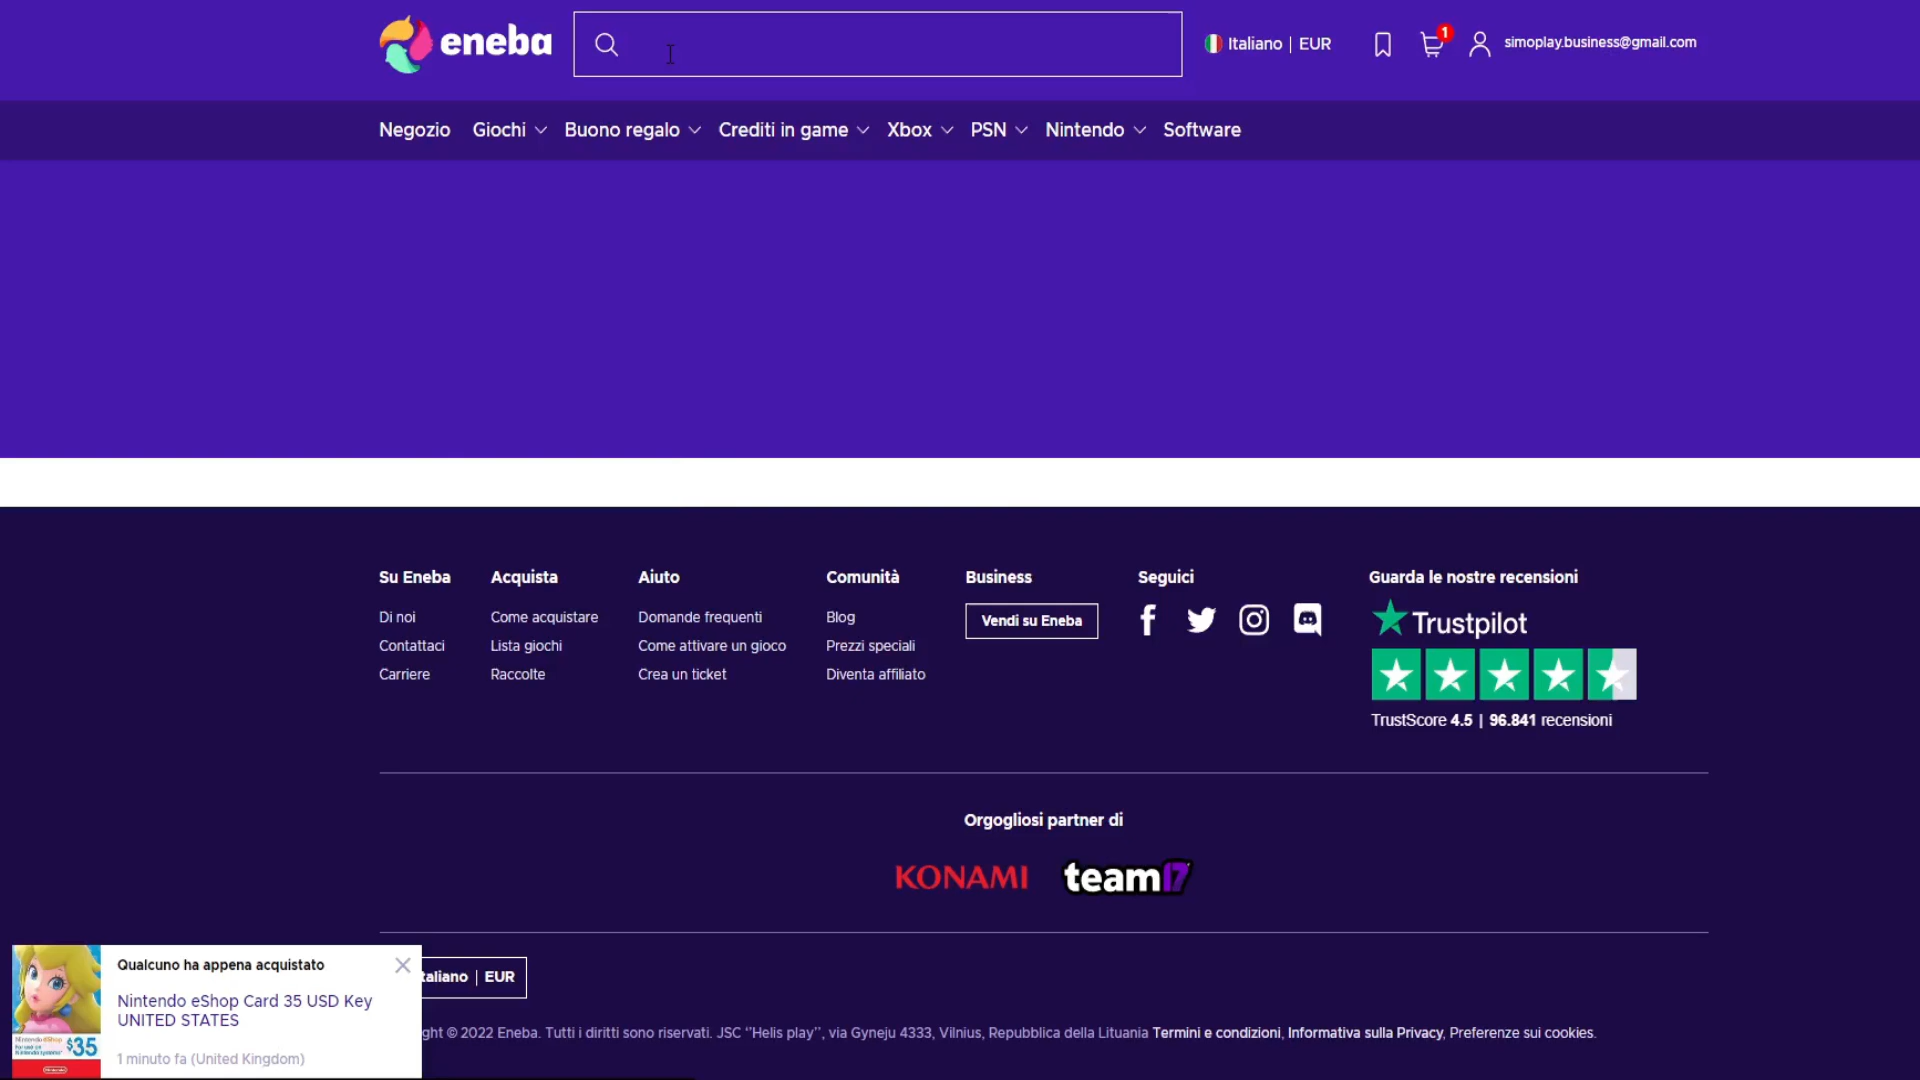 eneba
Italiano | EUR
1
simoplay.business@gmail.com
Negozio Giochi Buono regalo Crediti in game Xbox PSN Nintendo Software
Su Eneba
Di noi
Contattaci
Carriere
Acquista
Come acquistare
Lista giochi
Raccolte
Aiuto
Domande frequenti
Come attivare un gioco
Crea un ticket
Comunità
Blog
Prezzi speciali
Diventa affiliato
Business
Vendi su Eneba
Seguici
Guarda le nostre recensioni
Trustpilot
TrustScore 4.5 | 96.841 recensioni
Orgogliosi partner di
KONAMI team17
taliano | EUR
ght © 2022 Eneba. Tutti i diritti sono riservati. JSC ‘’Helis play’’, via Gyneju 4333, Vilnius, Repubblica della Lituania Termini e condizioni, Informativa sulla Privacy, Preferenze sui cookies.
Qualcuno ha appena acquistato
Nintendo eShop Card 35 USD Key
UNITED STATES
1 minuto fa (United Kingdom)
$35